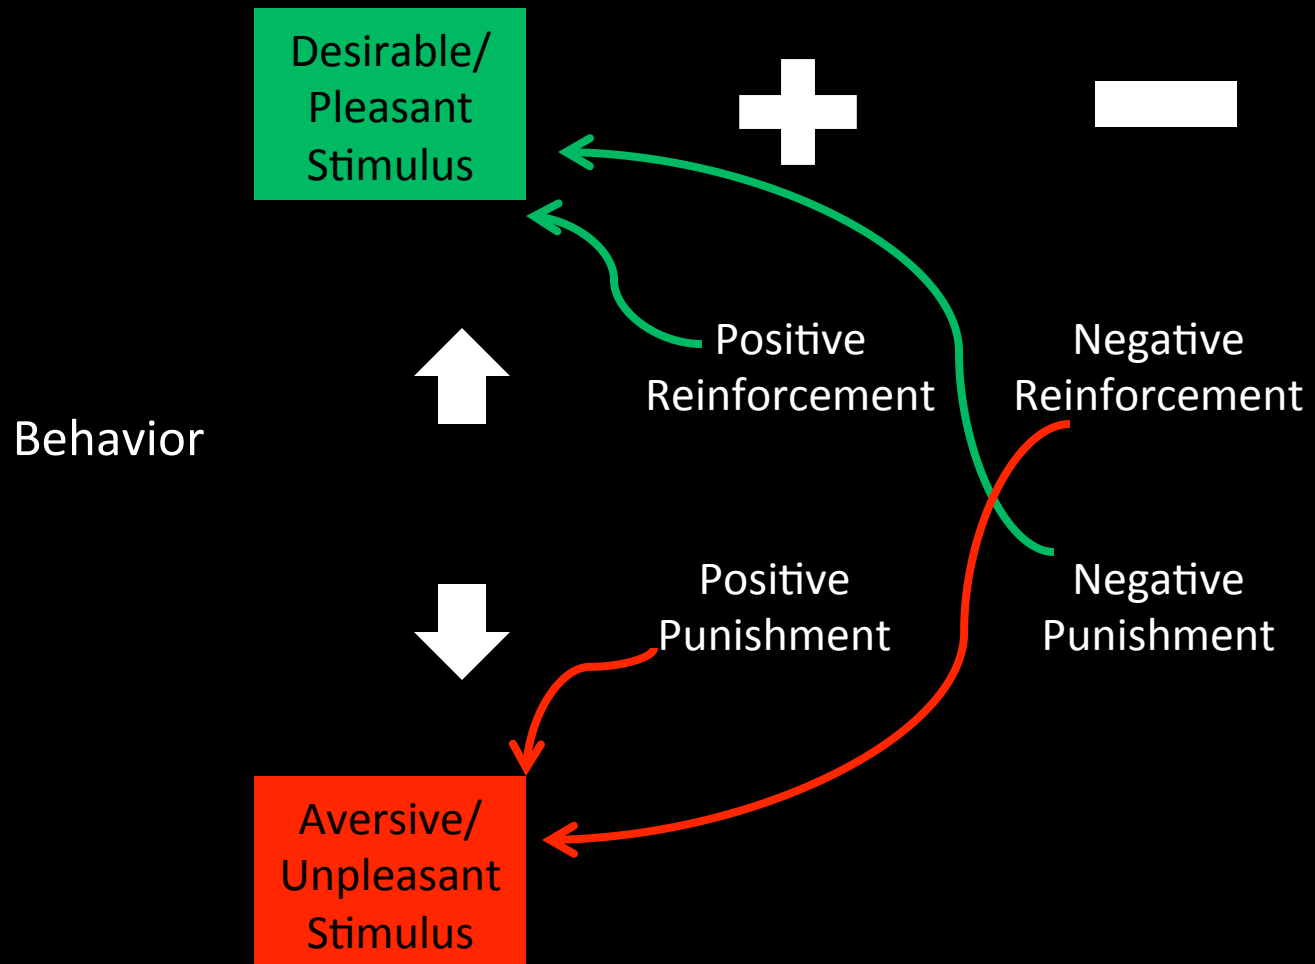 Desirable/
Pleasant
Stimulus
Positive
Reinforcement
Negative
Reinforcement
Behavior
Positive
Punishment
Negative
Punishment
Aversive/
Unpleasant
Stimulus